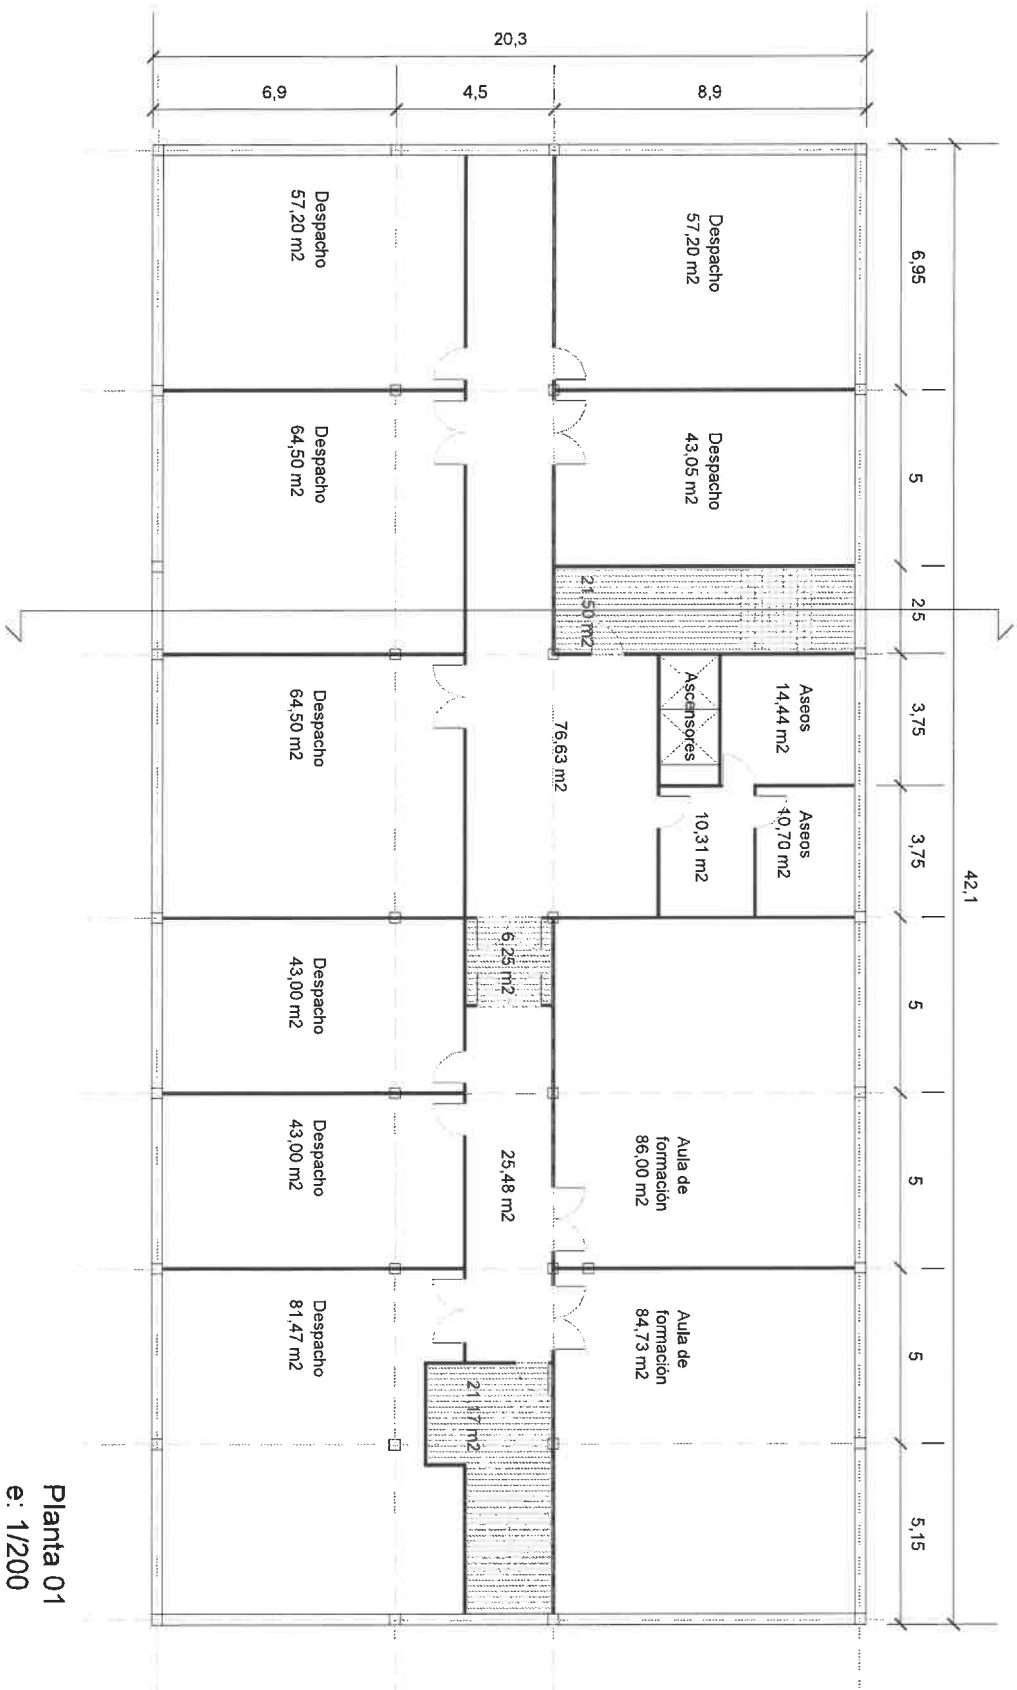 20,3
6,9
4,5
8,9
Despacho
57,20 m2
Despacho
57,20 m2
6,95
Despacho
64,50 m2
Despacho
43,05 m2
5
21,50 m2
2,5
Despacho
64,50 m2
76,63 m2
Ascensores
Aseos
14,44 m2
3,75
10,31 m2
Aseos
10,70 m2
3,75
42,1
Despacho
43,00 m2
6,25 m2
5
Despacho
43,00 m2
25,48 m2
Aula de
formación
86,00 m2
5
Despacho
81,47 m2
21,17 m2
Aula de
formación
84,73 m2
5
5,15
Planta 01
e: 1/200